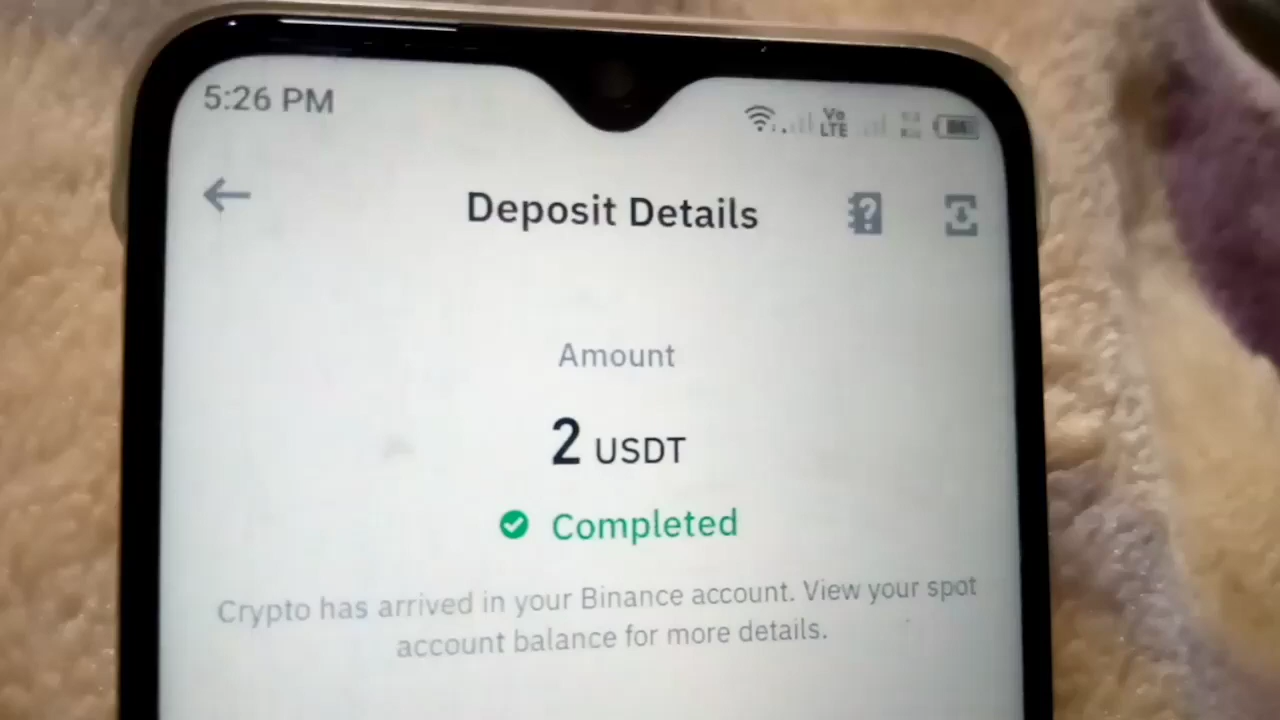 5:26 PM
Vo
LTE
Deposit Details
Amount
2 USDT
Completed
Crypto has arrived in your Binance account. View your spot
account balance for more details.